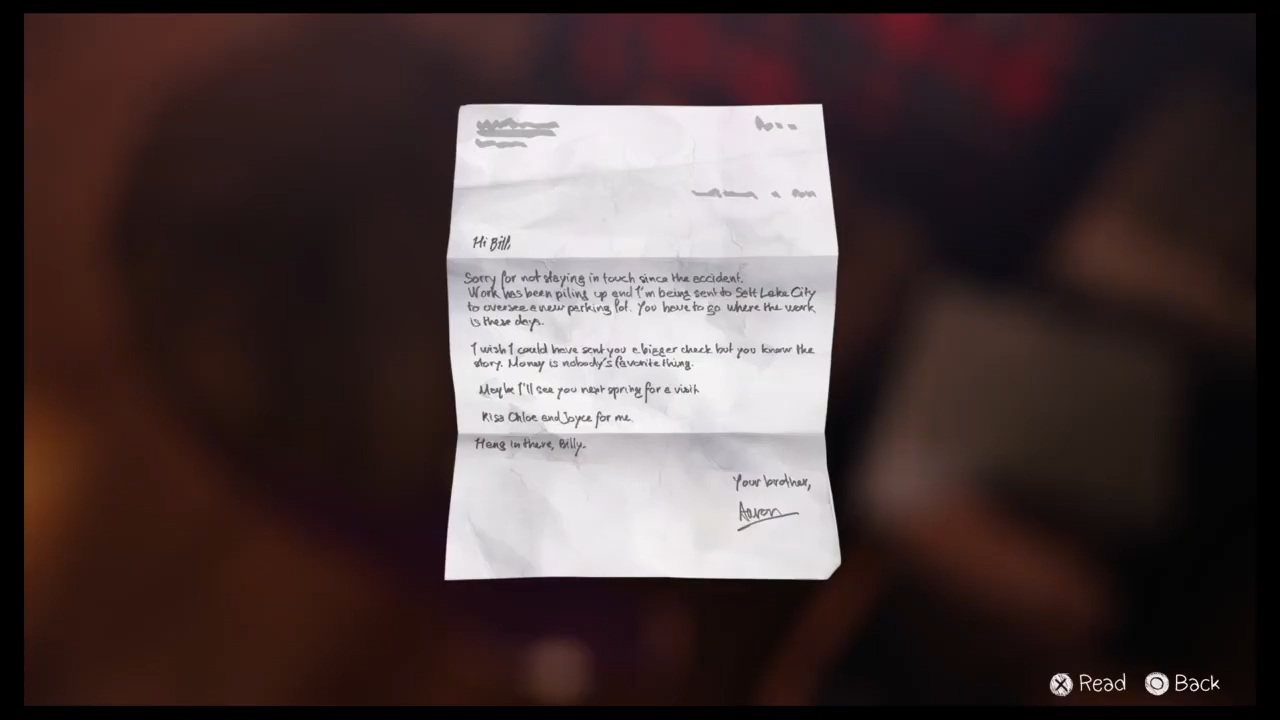 Hi Bill,
Sorry for not staying in touch since the accident.
Work has been piling up and I'm being sent to Salt Lake City
to oversee a new parking lot. You have to go where the work
is these days.
I wish I could have sent you a bigger check but you know the
story. Money is nobody's favorite thing.
Maybe I'll see you next spring for a visit.
Kiss Chloe and Joyce for me.
Hang in there, Billy.
Your brother,
Aaron
Read
Back